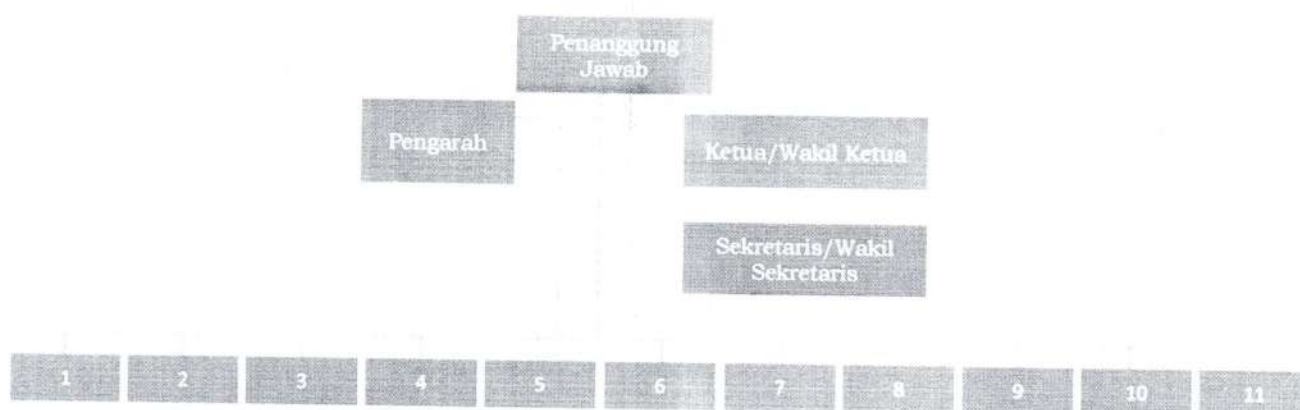 Penanggung
Jawab
Pengarah
Ketua/Wakil Ketua
Sekretaris/Wakil
Sekretaris
1 2 3 4 5 6 7 8 9 10 11